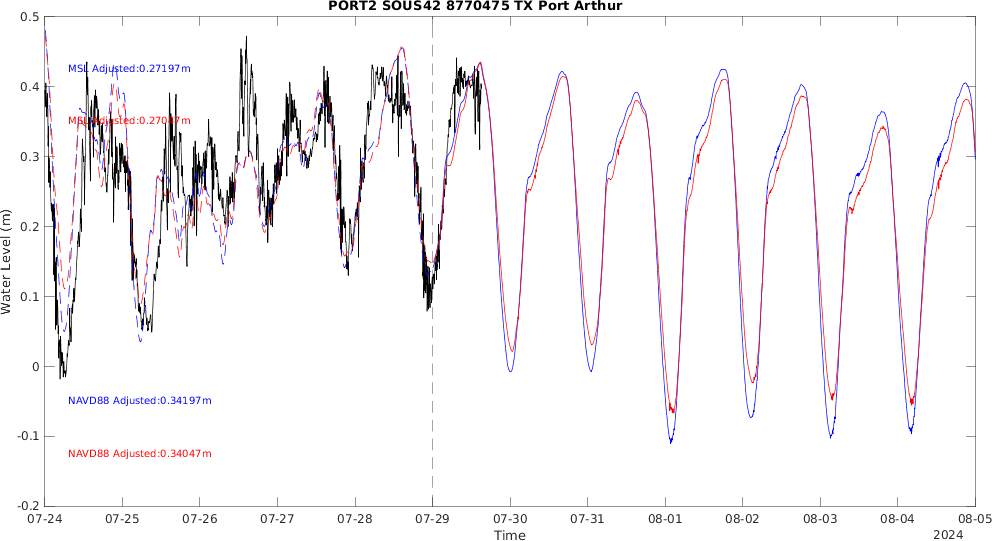 PORT2 SOUS42 8770475 TX Port Arthur
0.5
MSL Adjusted:0.27197m
0.4
MSL Adjusted:0.27047m
0.3
Water Level (m)
0.2
0.1
0
NAVD88 Adjusted:0.34197m
-0.1
NAVD88 Adjusted:0.34047m
-0.2
07-24 07-25 07-26 07-27 07-28 07-29 07-30 07-31 08-01 08-02 08-03 08-04 08-05
Time
2024